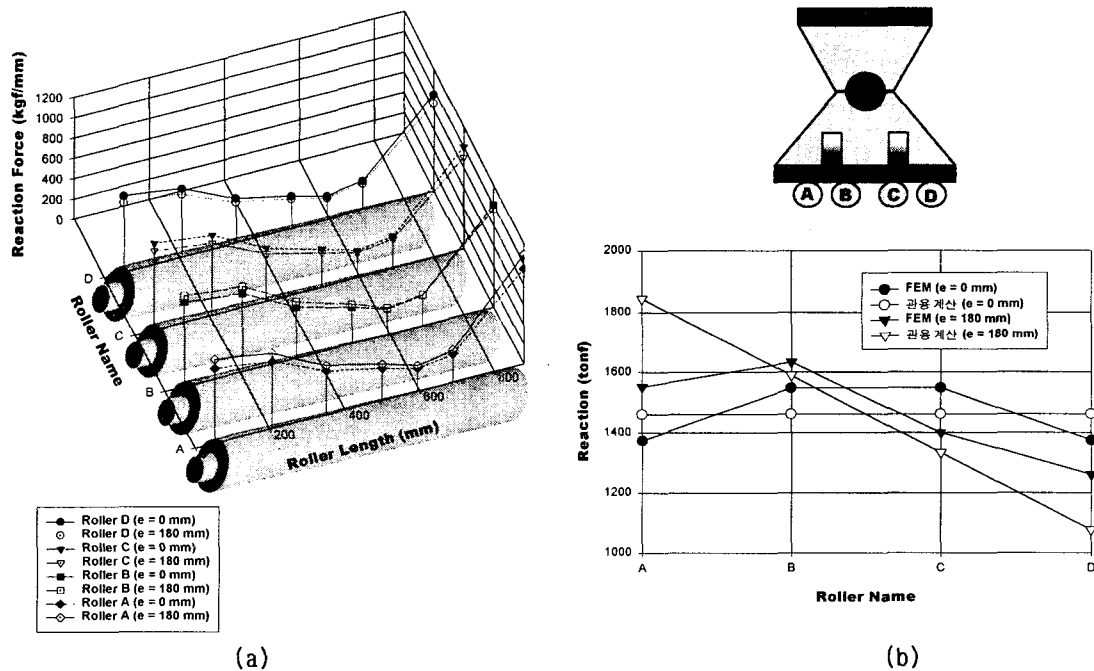 Reaction Force (kgf/mm)
1200
1000
800
600
400
200
0
D
C
B
A
Roller Name
200
400
600
800
Roller Length (mm)
Roller D (e = 0 mm)
Roller D (e = 180 mm)
Roller C (e = 0 mm)
Roller C (e = 180 mm)
Roller B (e = 0 mm)
Roller B (e = 180 mm)
Roller A (e = 0 mm)
Roller A (e = 180 mm)
(a)
A B C D
Reaction (tonf)
2000
1800
1600
1400
1200
1000
FEM (e = 0 mm)
관용 계산 (e = 0 mm)
FEM (e = 180 mm)
관용 계산 (e = 180 mm)
A B C D
Roller Name
(b)